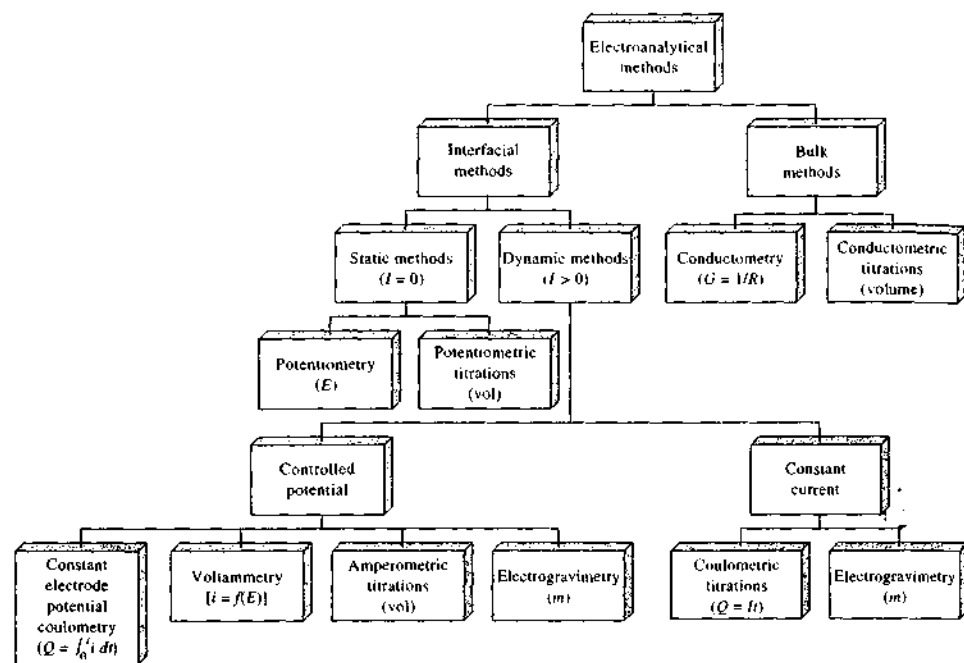 Electroanalytical
methods
Interfacial
methods
Bulk
methods
Static methods
(I = 0)
Dynamic methods
(I > 0)
Conductometry
(G = 1/R)
Conductometric
titrations
(volume)
Potentiometry
(E)
Potentiometric
titrations
(vol)
Controlled
potential
Constant
current
Constant
electrode
potential
coulometry
(Q = ∫₀ᵗ i dt)
Voltammetry
[i = f(E)]
Amperometric
titrations
(vol)
Electrogravimetry
(m)
Coulometric
titrations
(Q = It)
Electrogravimetry
(m)